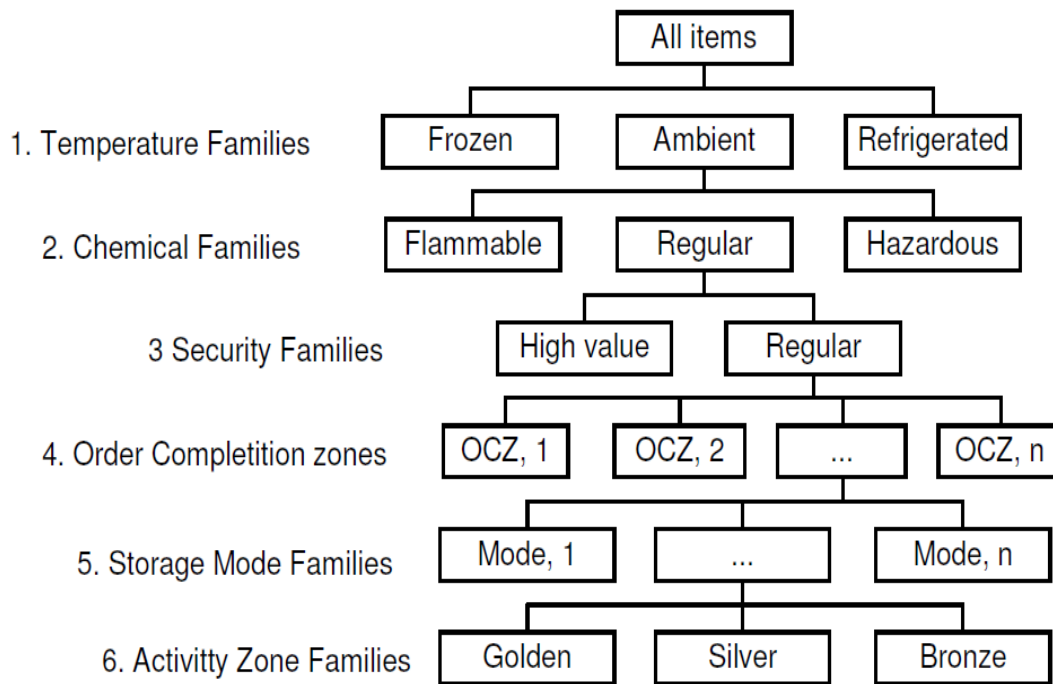 All items
1. Temperature Families
Frozen
Ambient
Refrigerated
2. Chemical Families
Flammable
Regular
Hazardous
3 Security Families
High value
Regular
4. Order Completition zones
OCZ, 1
OCZ, 2
...
OCZ, n
5. Storage Mode Families
Mode, 1
...
Mode, n
6. Activitty Zone Families
Golden
Silver
Bronze